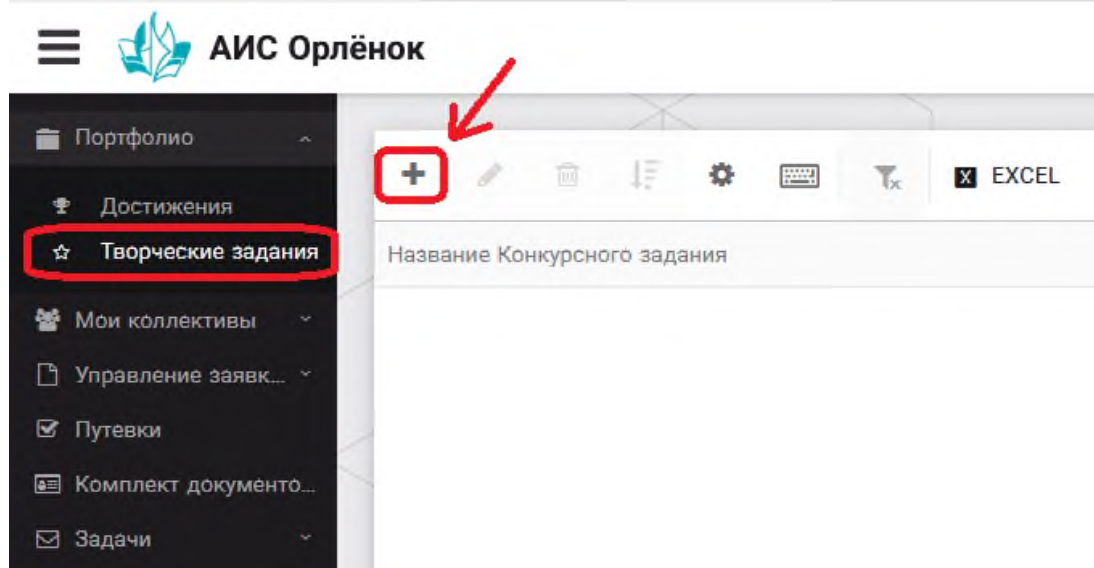 АИС Орлёнок
Портфолио
Достижения
Творческие задания
Мои коллективы
Управление заявк...
Путевки
Комплект документо...
Задачи
X EXCEL
Название Конкурсного задания